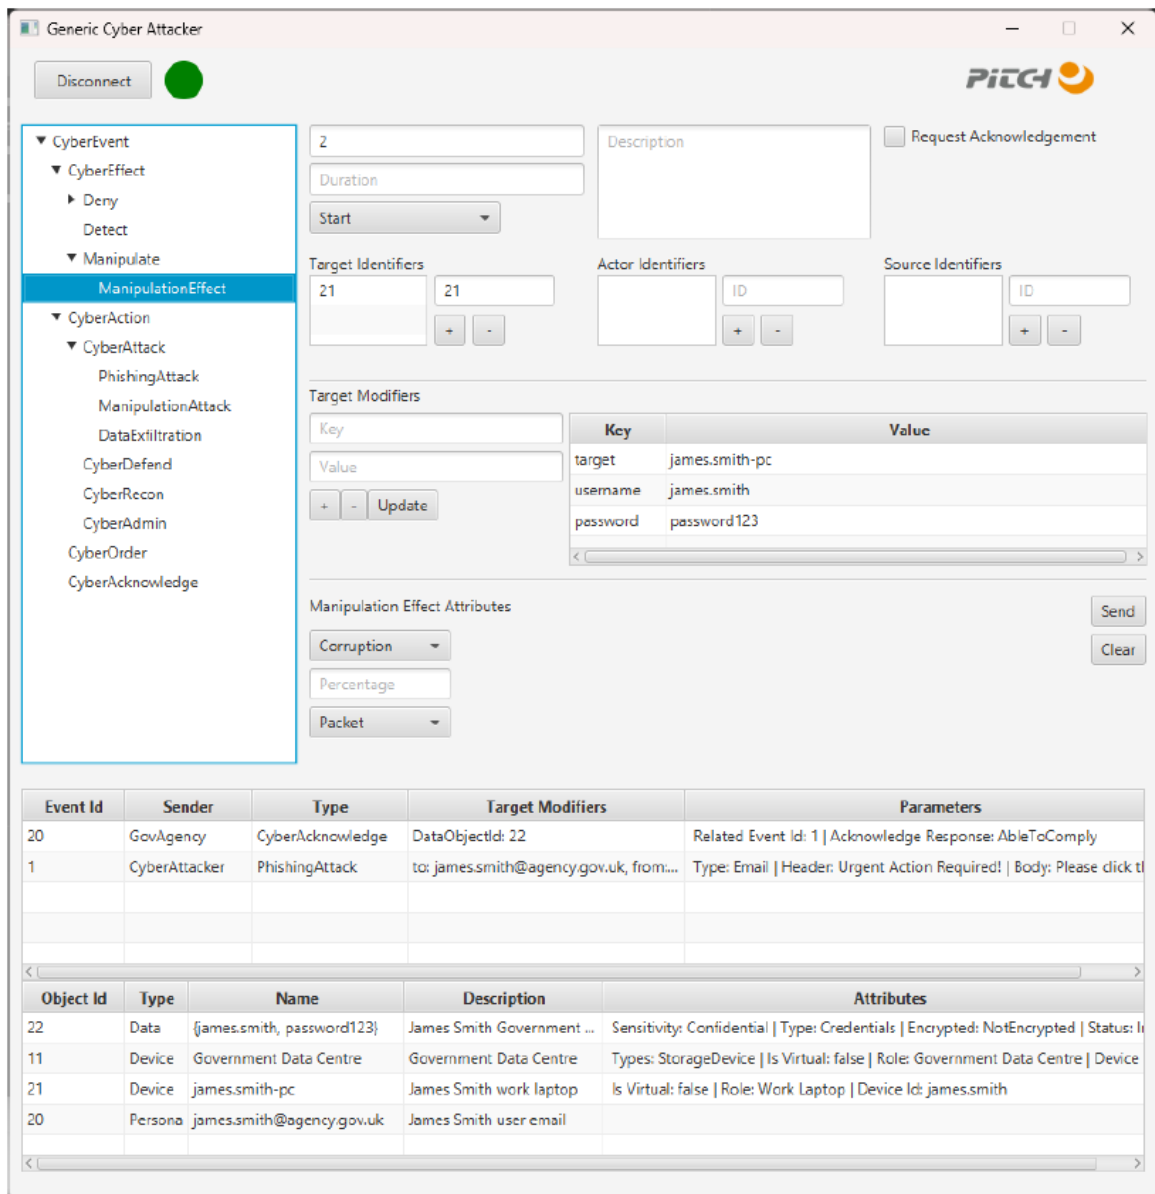 Generic Cyber Attacker
Disconnect
PITCH
CyberEvent
CyberEffect
Deny
Detect
Manipulate
ManipulationEffect
CyberAction
CyberAttack
PhishingAttack
ManipulationAttack
DataExfiltration
CyberDefend
CyberRecon
CyberAdmin
CyberOrder
CyberAcknowledge
2
Duration
Start
Description
Request Acknowledgement
Target Identifiers
21
21
+ -
Actor Identifiers
ID
+ -
Source Identifiers
ID
+ -
Target Modifiers
Key
Value
+ - Update
Key Value
target james.smith-pc
username james.smith
password password123
Manipulation Effect Attributes
Corruption
Percentage
Packet
Send
Clear
Event Id Sender Type Target Modifiers Parameters
20 GovAgency CyberAcknowledge DataObjectId: 22 Related Event Id: 1 | Acknowledge Response: AbleToComply
1 CyberAttacker PhishingAttack to: james.smith@agency.gov.uk, from:... Type: Email | Header: Urgent Action Required! | Body: Please click
Object Id Type Name Description Attributes
22 Data {james.smith, password123} James Smith Government ... Sensitivity: Confidential | Type: Credentials | Encrypted: NotEncrypted | Status:
11 Device Government Data Centre Government Data Centre Types: StorageDevice | Is Virtual: false | Role: Government Data Centre | Device
21 Device james.smith-pc James Smith work laptop Is Virtual: false | Role: Work Laptop | Device Id: james.smith
20 Persona james.smith@agency.gov.uk James Smith user email